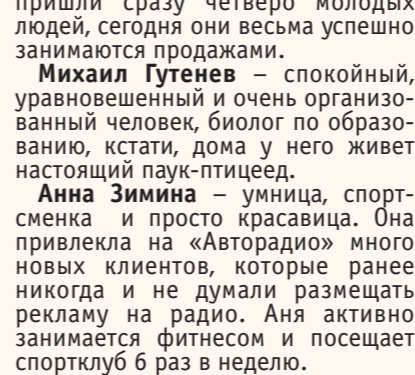 пришли сразу четверо молодых
людей, сегодня они весьма успешно
занимаются продажами.
Михаил Гутенев – спокойный,
уравновешенный и очень организо-
ванный человек, биолог по образо-
ванию, кстати, дома у него живет
настоящий паук-птицеед.
Анна Зимина – умница, спорт-
сменка и просто красавица. Она
привлекла на «Авторадио» много
новых клиентов, которые ранее
никогда и не думали размещать
рекламу на радио. Аня активно
занимается фитнесом и посещает
спортклуб 6 раз в неделю.